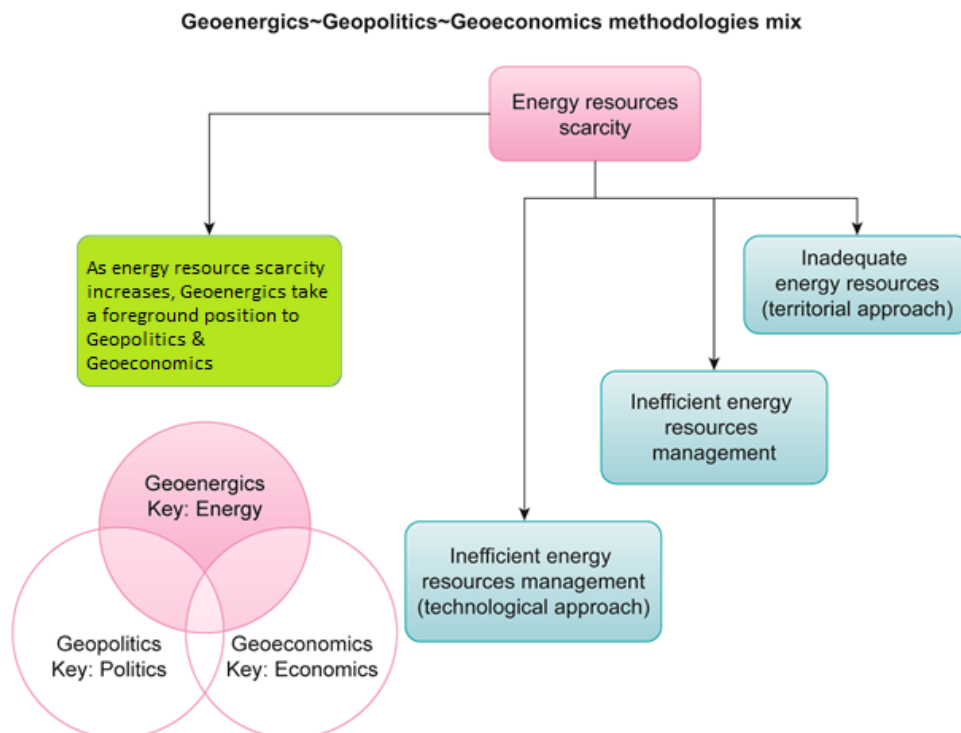 Geoenergics~Geopolitics~Geoeconomics methodologies mix
Energy resources
scarcity
As energy resource scarcity
increases, Geoenergics take
a foreground position to
Geopolitics &
Geoeconomics
Inadequate
energy resources
(territorial approach)
Inefficient energy
resources
management
Inefficient energy
resources management
(technological approach)
Geoenergics
Key: Energy
Geopolitics
Key: Politics
Geoeconomics
Key: Economics